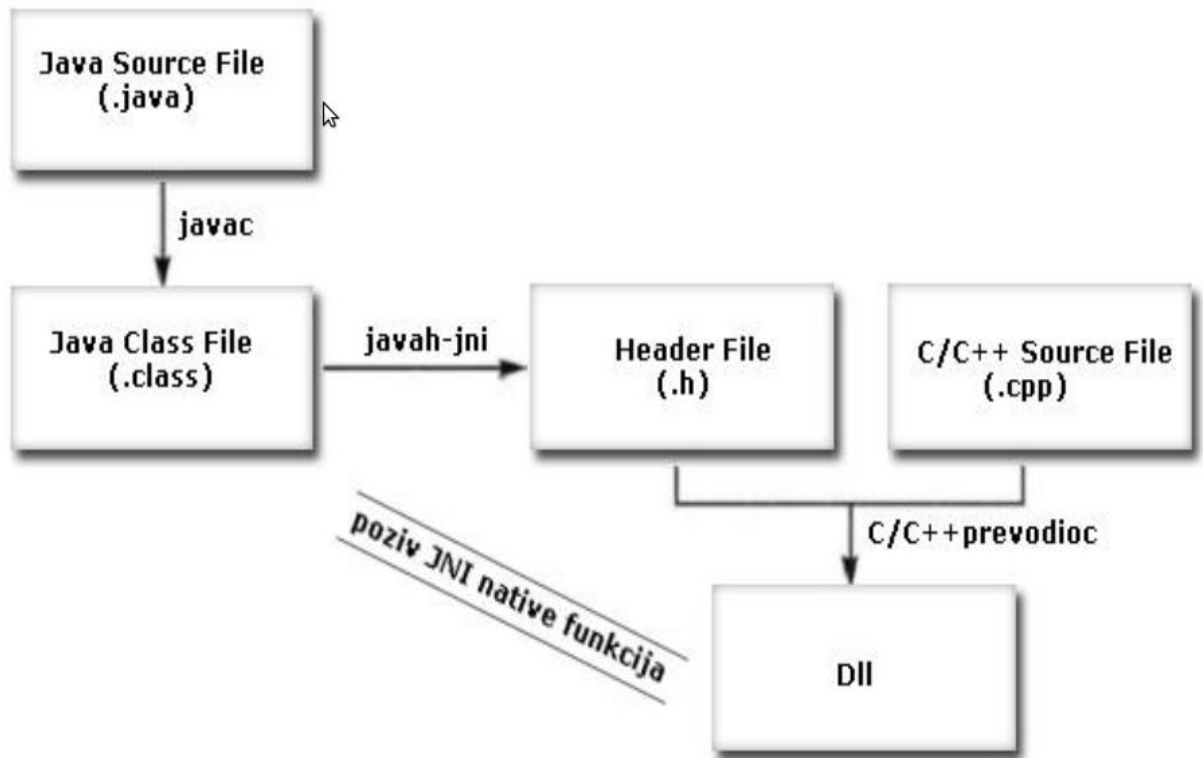 Java Source File
(.java)
javac
Java Class File
(.class)
javah-jni
Header File
(.h)
C/C++ Source File
(.cpp)
C/C++prevodioc
poziv JNI native funkcija
Dll